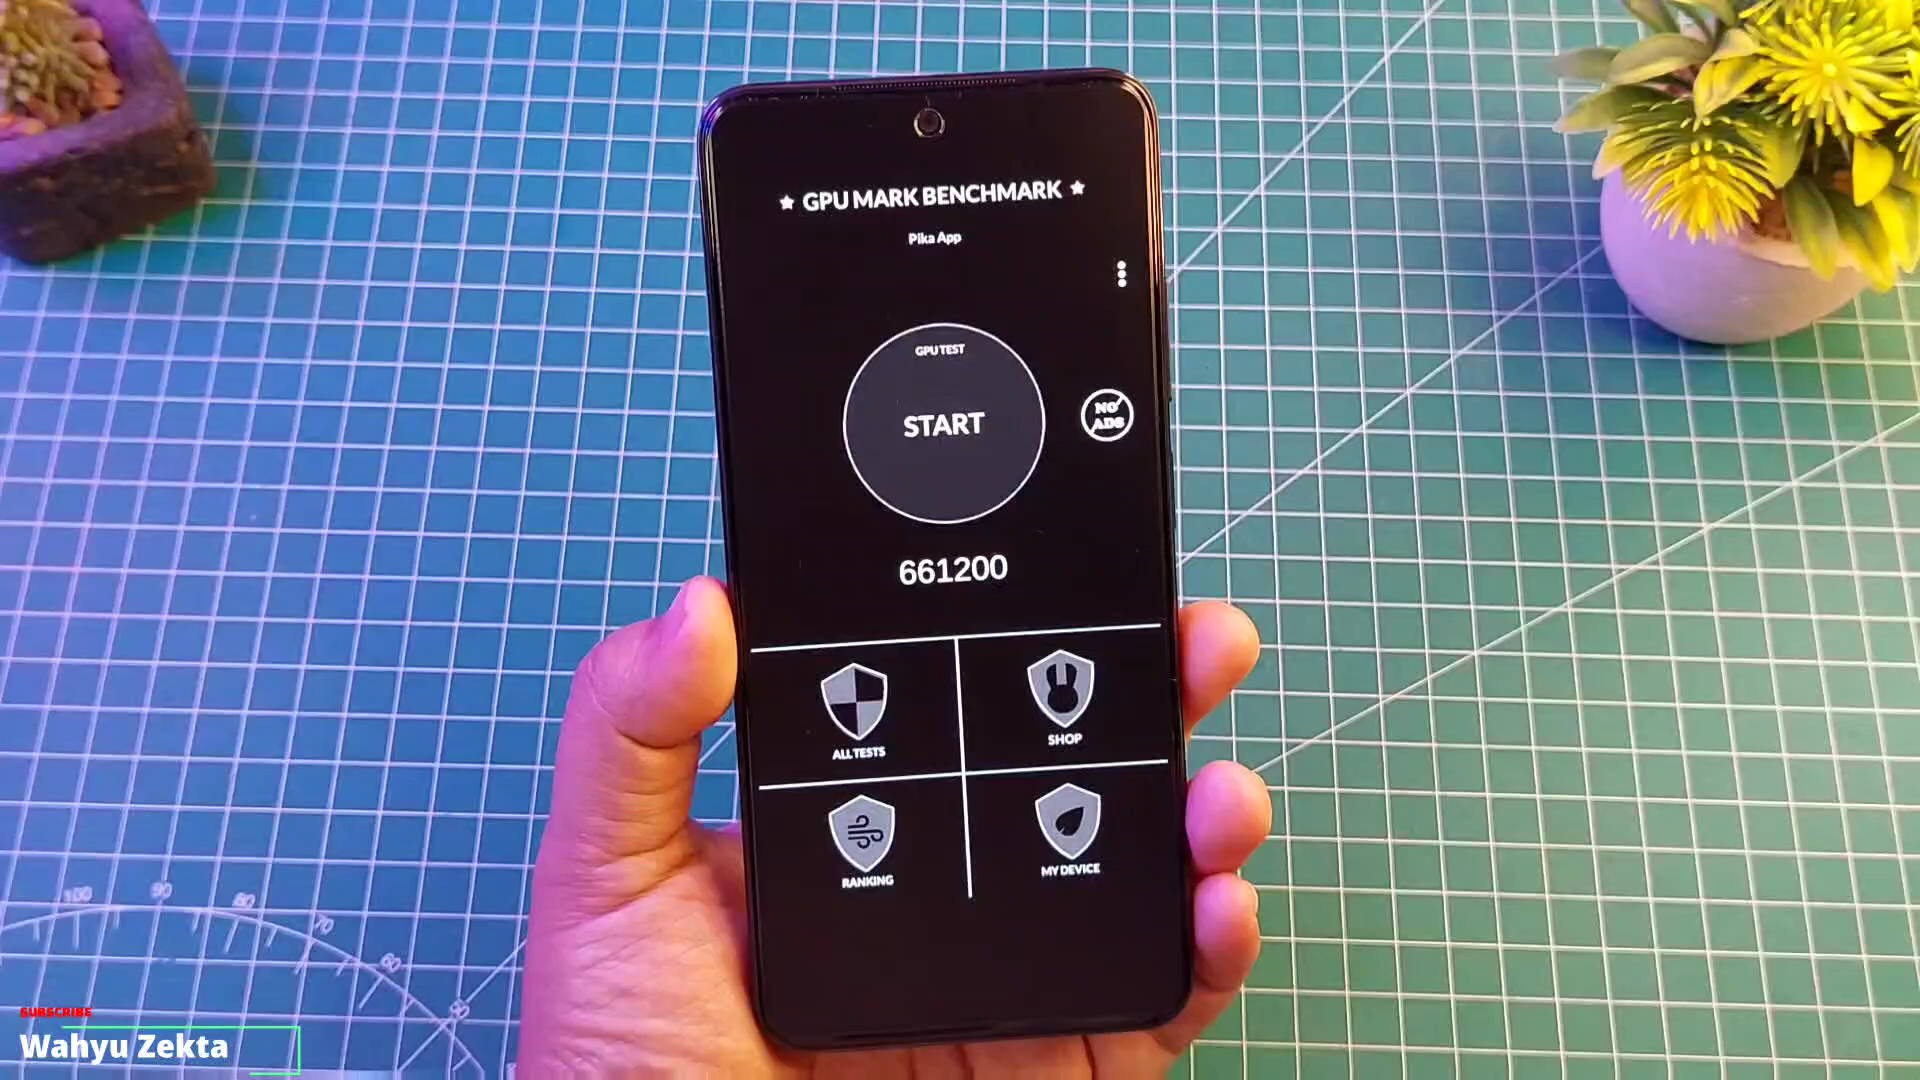 ★ GPU MARK BENCHMARK ★
Pika App
GPU TEST
START
NO
ADS
661200
ALL TESTS
SHOP
RANKING
MY DEVICE
100
90
80
70
60
50
SUBSCRIBE
Wahyu Zekta